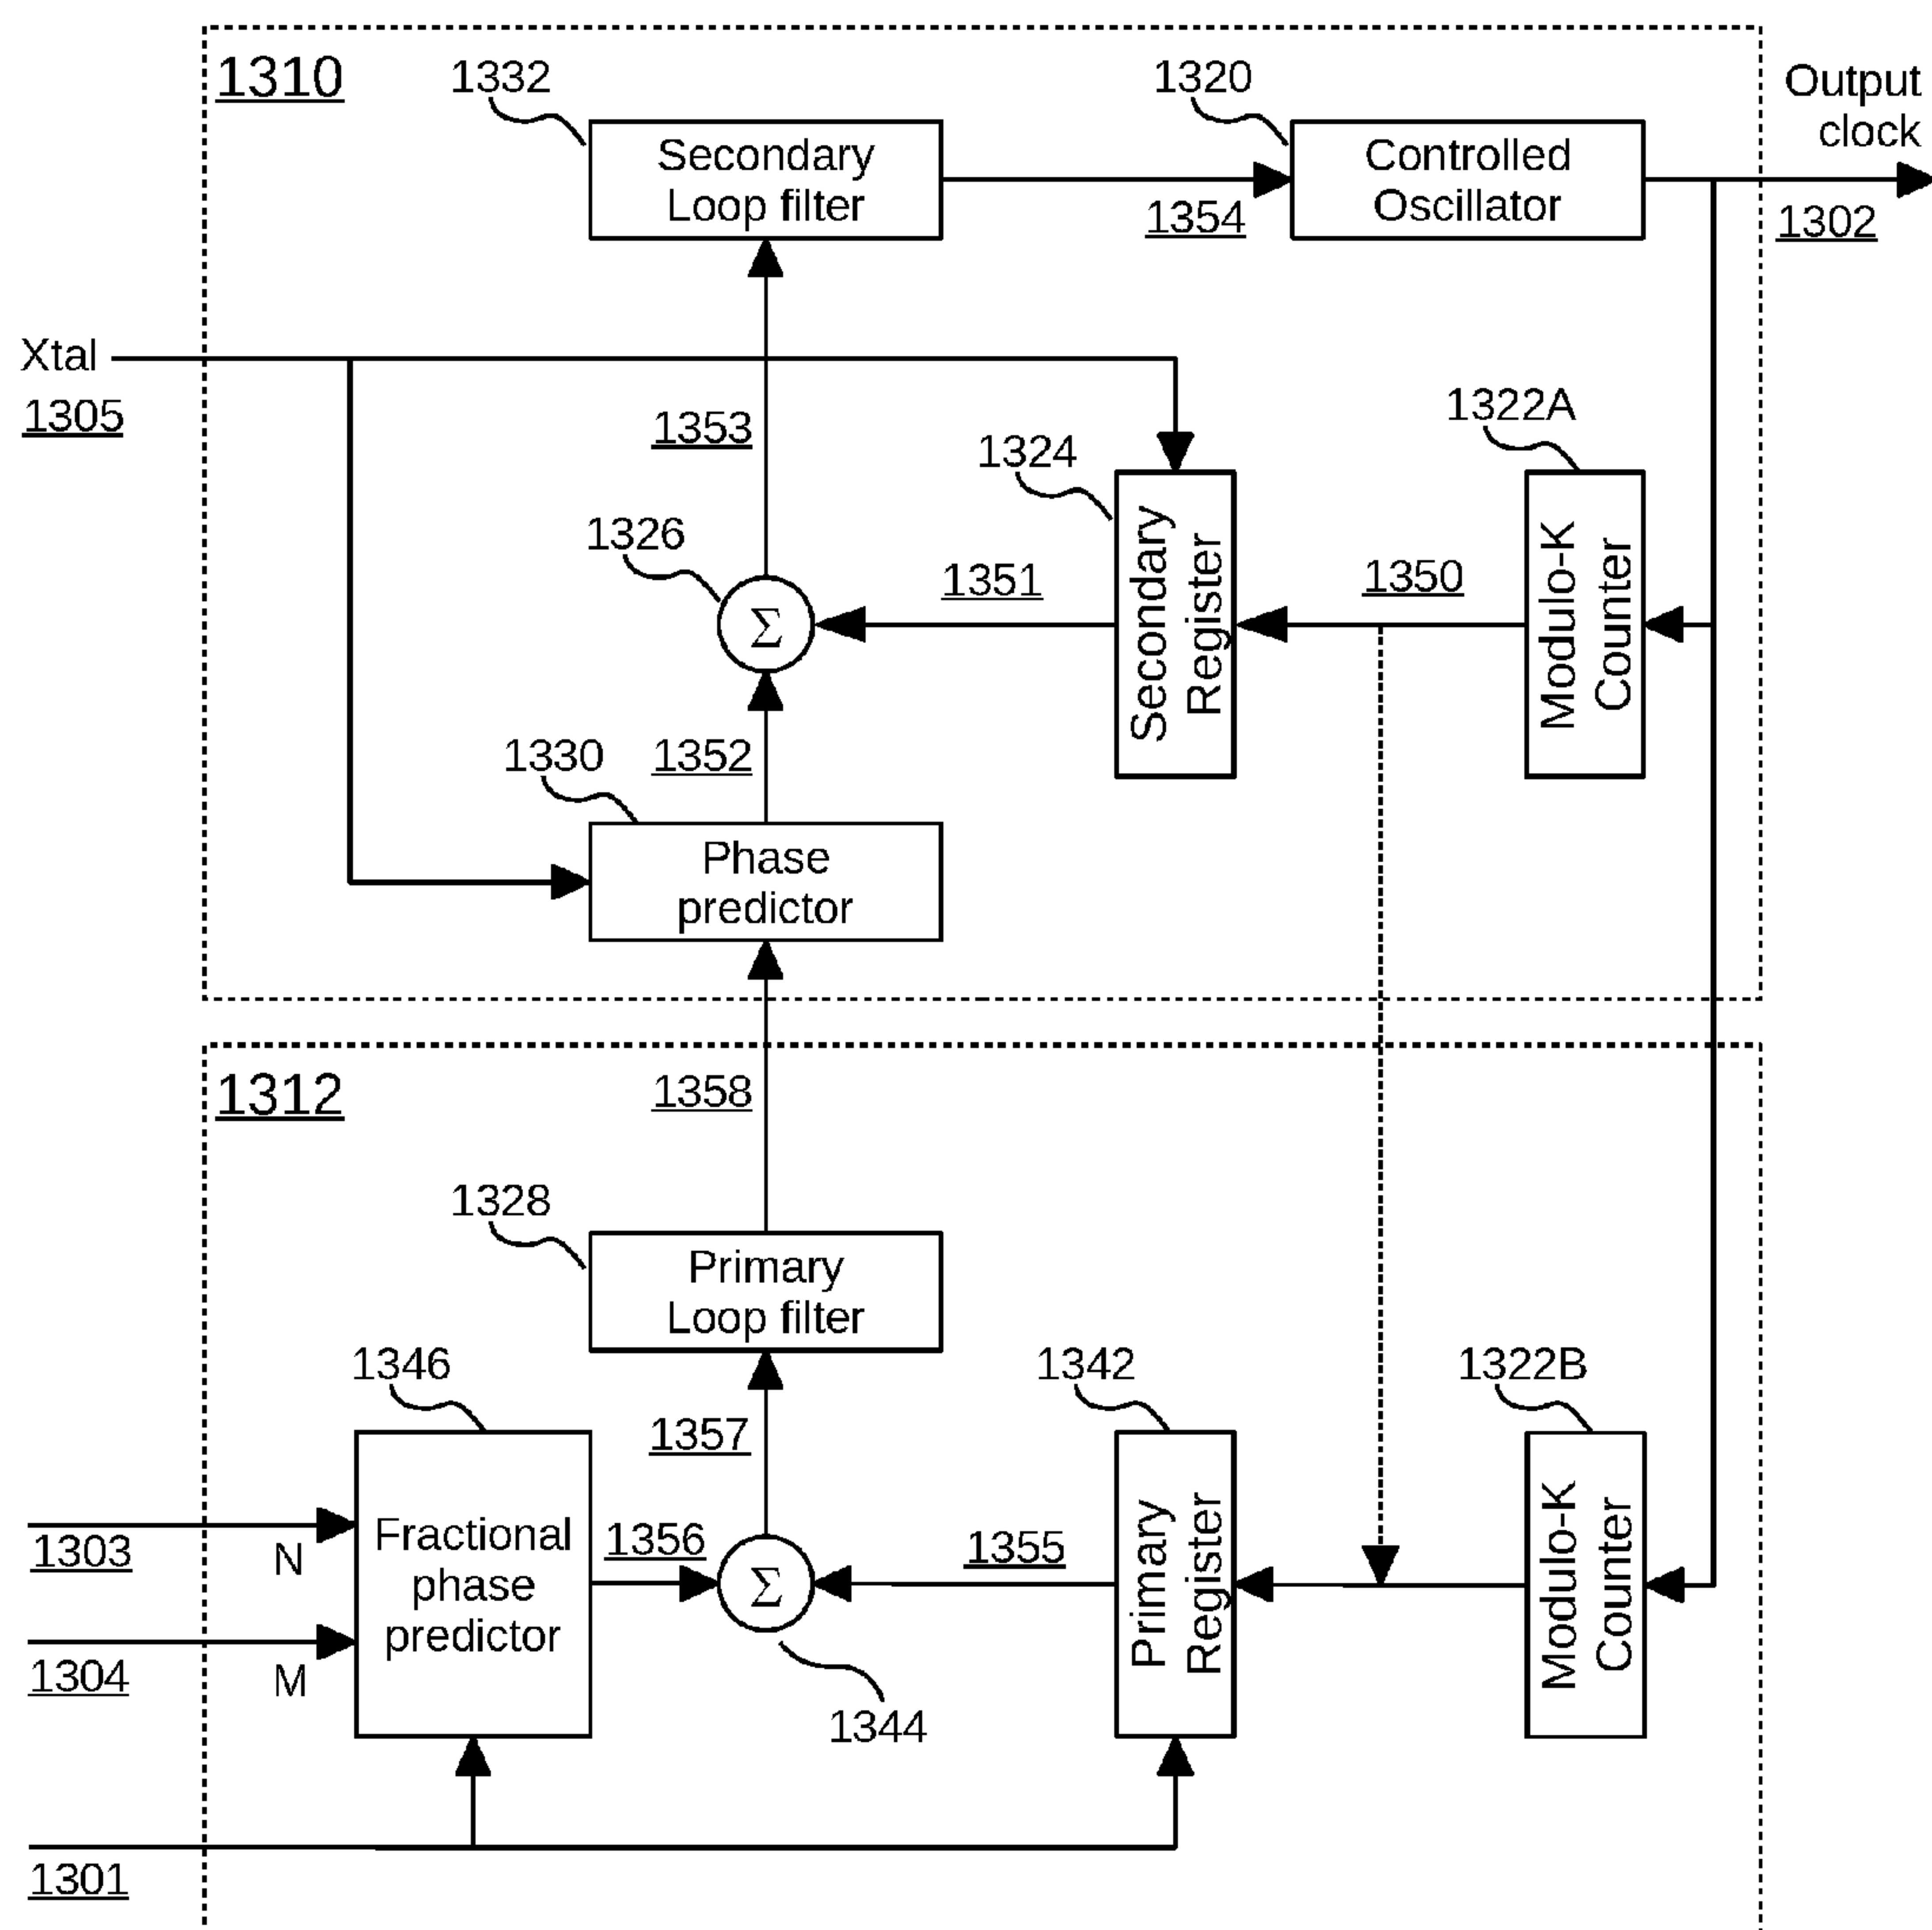 1310
1332
1320
Output
clock
Secondary
Loop filter
Controlled
Oscillator
1354
1302
Xtal
1305
1353
1322A
1324
1326
Σ
1351
Secondary
Register
1350
Modulo-K
Counter
1330
1352
Phase
predictor
1312
1358
1328
Primary
Loop filter
1346
1357
1342
1322B
Fractional
phase
predictor
1303
N
1304
M
1356
Σ
1355
Primary
Register
Modulo-K
Counter
1344
1301